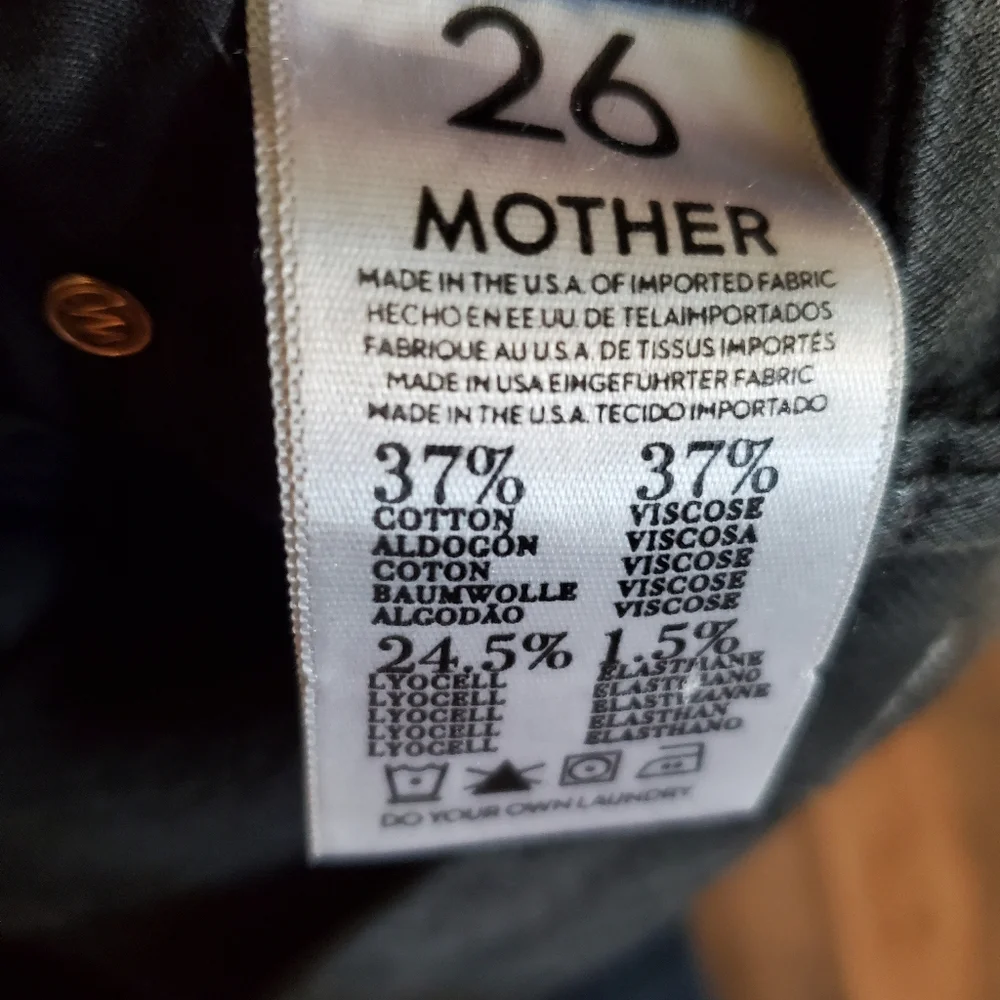 26
MOTHER
MADE IN THE U.S.A. OF IMPORTED FABRIC
HECHO EN EE.UU. DE TELAIMPORTADOS
FABRIQUE AU U.S.A. DE TISSUS IMPORTÉS
MADE IN USA EINGEFUHRTER FABRIC
MADE IN THE U.S.A. TECIDO IMPORTADO
37% 37%
COTTON VISCOSE
ALDOGÓN VISCOSA
COTON VISCOSE
BAUMWOLLE VISCOSE
ALGODÃO VISCOSE
24.5% 1.5%
LYOCELL
LYOCELL
LYOCELL
LYOCELL ELASTHAN
LYOCELL ELASTHANO
DO YOUR OWN LAUNDRY